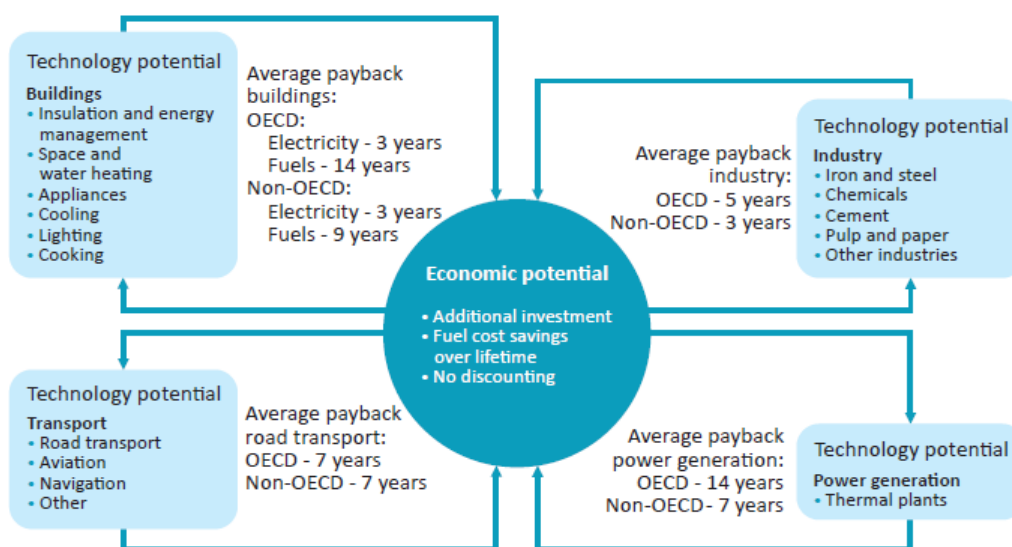 Technology potential
Buildings
• Insulation and energy
management
• Space and
water heating
• Appliances
• Cooling
• Lighting
• Cooking
Average payback
buildings:
OECD:
Electricity - 3 years
Fuels - 14 years
Non-OECD:
Electricity - 3 years
Fuels - 9 years
Average payback
industry:
OECD - 5 years
Non-OECD - 3 years
Technology potential
Industry
• Iron and steel
• Chemicals
• Cement
• Pulp and paper
• Other industries
Economic potential
• Additional investment
• Fuel cost savings
over lifetime
• No discounting
Technology potential
Transport
• Road transport
• Aviation
• Navigation
• Other
Average payback
road transport:
OECD - 7 years
Non-OECD - 7 years
Average payback
power generation:
OECD - 14 years
Non-OECD - 7 years
Technology potential
Power generation
• Thermal plants